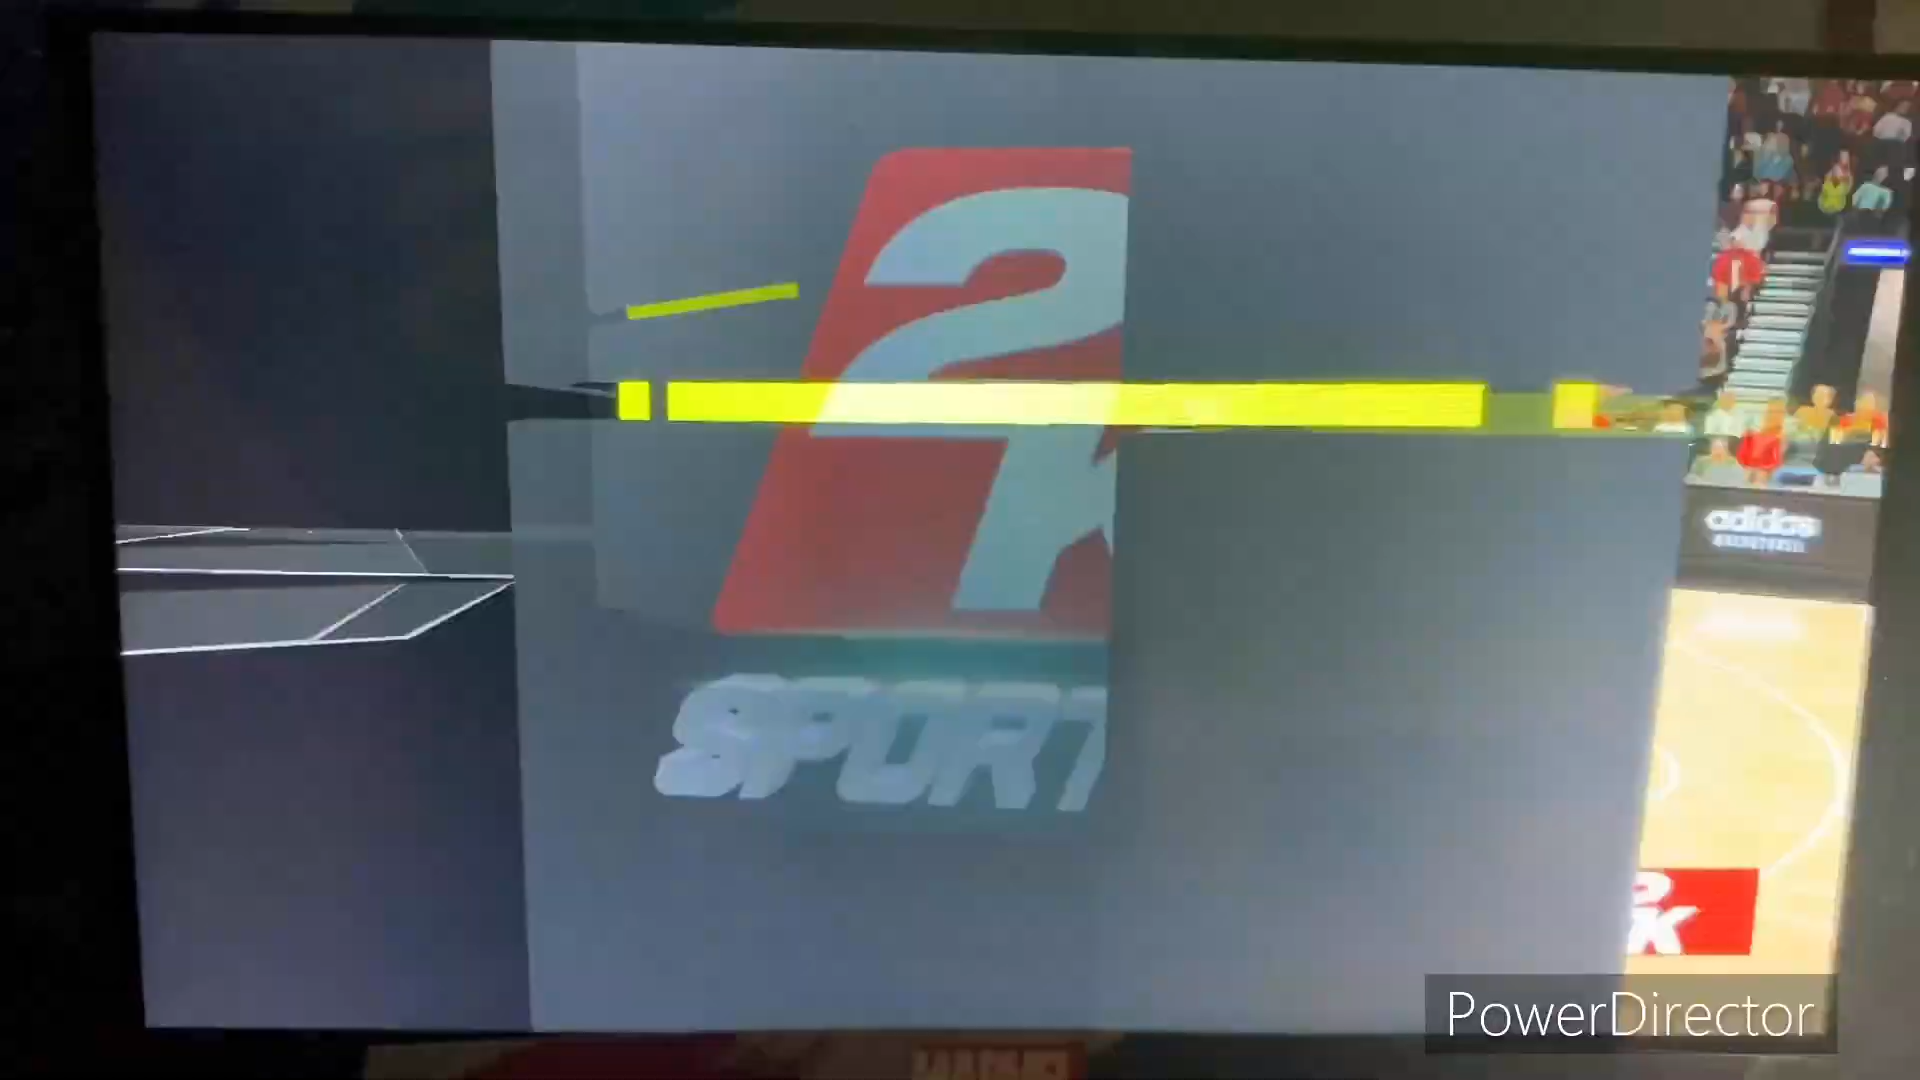 2K
SPORT
adidas
2K
PowerDirector